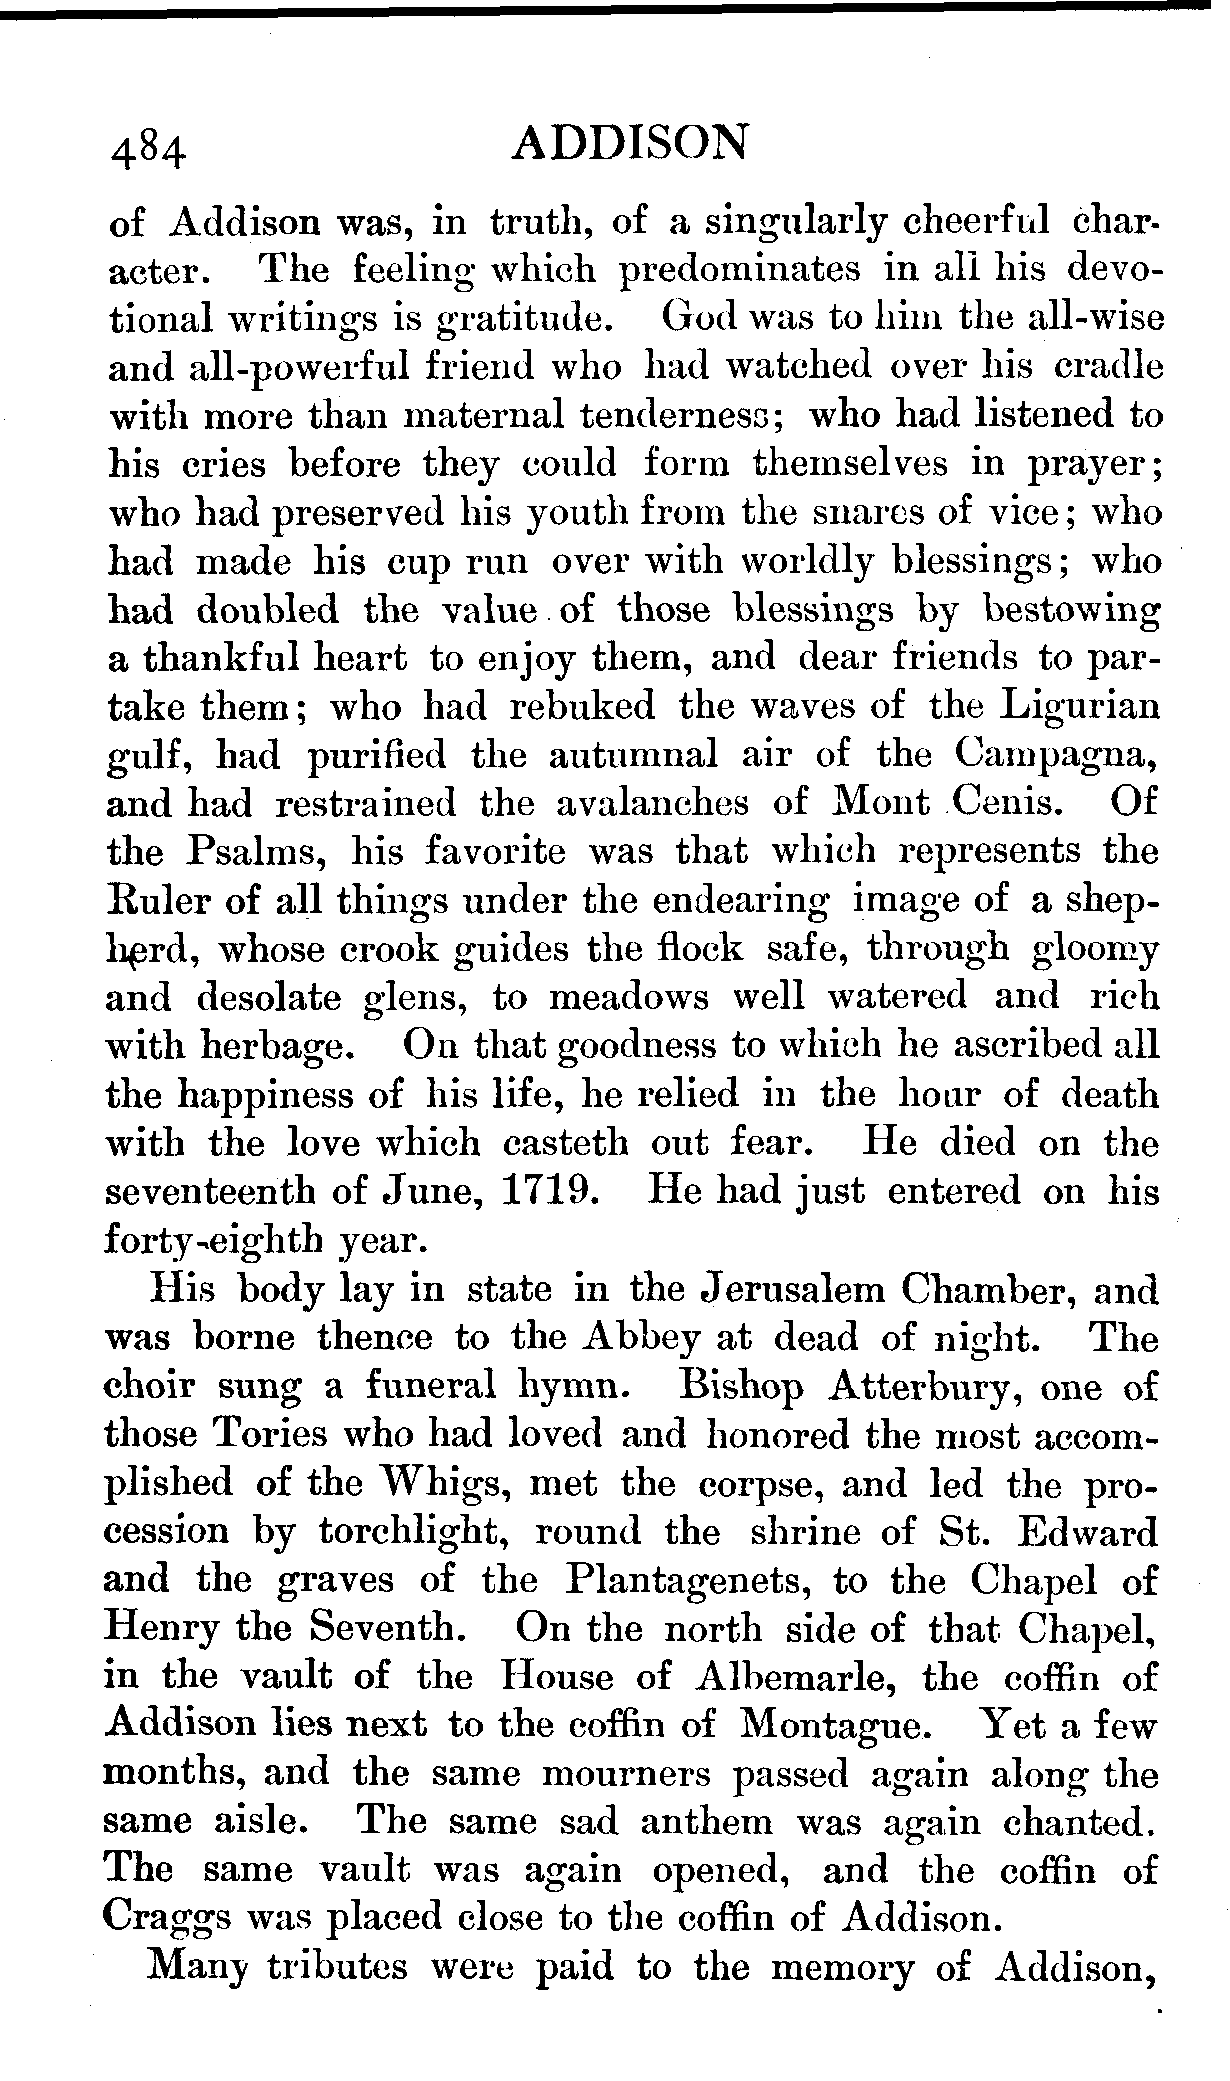 484 ADDISON
of Addison was, in truth, of a singularly cheerful char-
acter. The feeling which predominates in all his devo-
tional writings is gratitude. God was to him the all-wise
and all-powerful friend who had watched over his cradle
with more than maternal tenderness; who had listened to
his cries before they could form themselves in prayer;
who had preserved his youth from the snares of vice; who
had made his cup run over with worldly blessings; who
had doubled the value of those blessings by bestowing
a thankful heart to enjoy them, and dear friends to par-
take them; who had rebuked the waves of the Ligurian
gulf, had purified the autumnal air of the Campagna,
and had restrained the avalanches of Mont Cenis. Of
the Psalms, his favorite was that which represents the
Ruler of all things under the endearing image of a shep-
herd, whose crook guides the flock safe, through gloomy
and desolate glens, to meadows well watered and rich
with herbage. On that goodness to which he ascribed all
the happiness of his life, he relied in the hour of death
with the love which casteth out fear. He died on the
seventeenth of June, 1719. He had just entered on his
forty-eighth year.
His body lay in state in the Jerusalem Chamber, and
was borne thence to the Abbey at dead of night. The
choir sung a funeral hymn. Bishop Atterbury, one of
those Tories who had loved and honored the most accom-
plished of the Whigs, met the corpse, and led the pro-
cession by torchlight, round the shrine of St. Edward
and the graves of the Plantagenets, to the Chapel of
Henry the Seventh. On the north side of that Chapel,
in the vault of the House of Albemarle, the coffin of
Addison lies next to the coffin of Montague. Yet a few
months, and the same mourners passed again along the
same aisle. The same sad anthem was again chanted.
The same vault was again opened, and the coffin of
Craggs was placed close to the coffin of Addison.
Many tributes were paid to the memory of Addison,